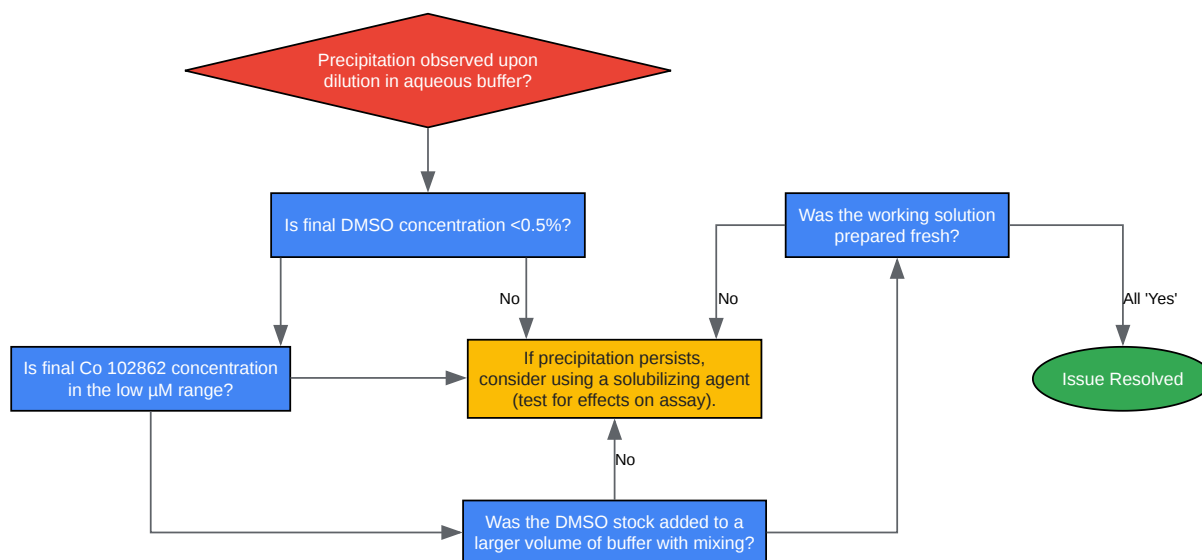 Precipitation observed upon
dilution in aqueous buffer?
Is final DMSO concentration <0.5%?
Was the working solution
prepared fresh?
No
No
All 'Yes'
Is final Co 102862 concentration
in the low µM range?
If precipitation persists,
consider using a solubilizing agent
(test for effects on assay).
Issue Resolved
No
Was the DMSO stock added to a
larger volume of buffer with mixing?